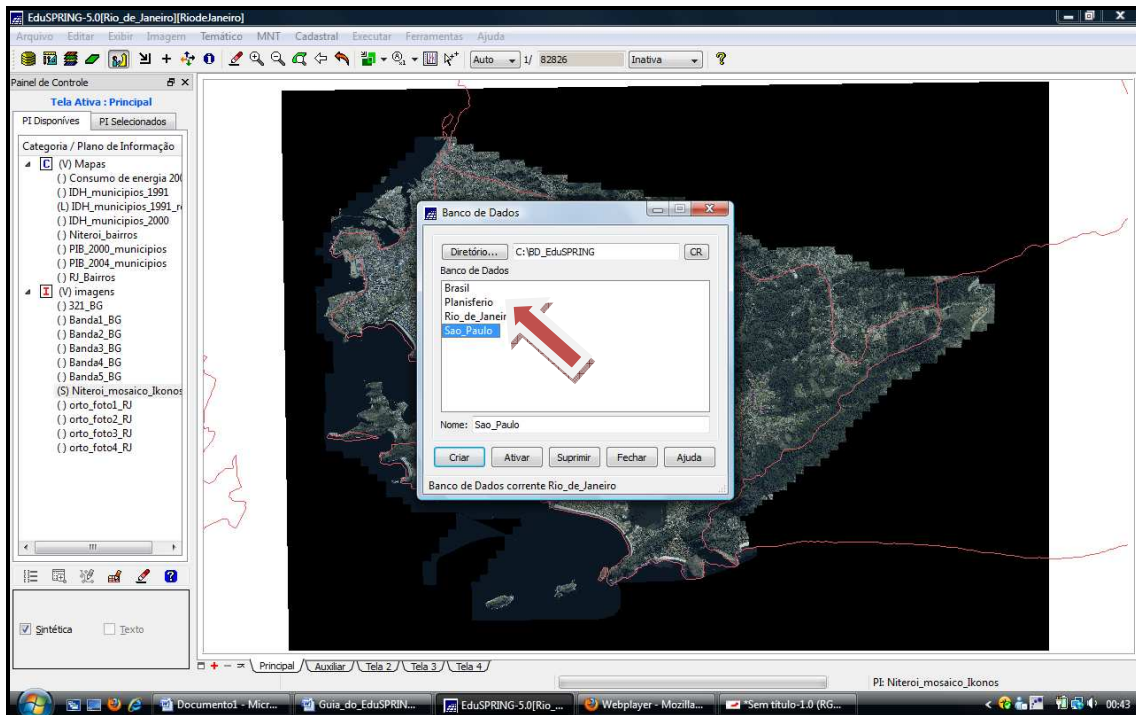 EduSPRING-5.0[Rio_de_Janeiro][RiodeJaneiro]
Arquivo Editar Exibir Imagem Temático MNT Cadastral Executar Ferramentas Ajuda
Auto 1/ 82826 Inativa
Painel de Controle
Tela Ativa : Principal
PI Disponíves PI Selecionados
Categoria / Plano de Informação
C (V) Mapas
() Consumo de energia 200
() IDH_municipios_1991
(L) IDH_municipios_1991_r
() IDH_municipios_2000
() Niteroi_bairros
() PIB_2000_municipios
() PIB_2004_municipios
() RJ_Bairros
I (V) imagens
() 321_BG
() Banda1_BG
() Banda2_BG
() Banda3_BG
() Banda4_BG
() Banda5_BG
(S) Niteroi_mosaico_Ikonos
() orto_foto1_RJ
() orto_foto2_RJ
() orto_foto3_RJ
() orto_foto4_RJ
Sintética Texto
Banco de Dados
Diretório... C:\BD_EduSPRING CR
Banco de Dados
Brasil
Planisferio
Rio_de_Janeir
Sao_Paulo
Nome: Sao_Paulo
Criar Ativar Suprimir Fechar Ajuda
Banco de Dados corrente Rio_de_Janeiro
Principal Auxiliar Tela 2 Tela 3 Tela 4
PI: Niteroi_mosaico_Ikonos
Documento1 - Micr... Guia_do_EduSPRIN... EduSPRING-5.0[Rio_... Webplayer - Mozilla... *Sem título-1.0 (RG... 00:43